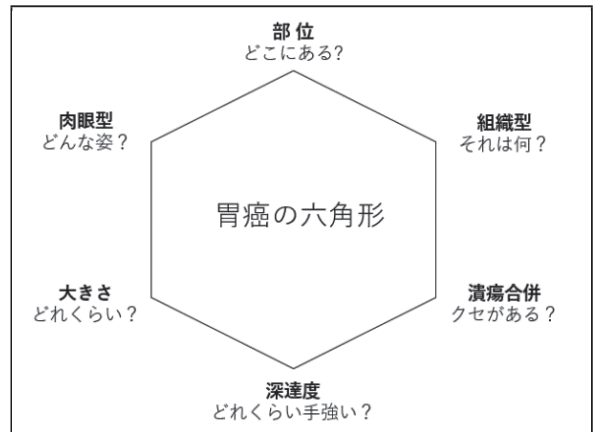 部位
どこにある?
肉眼型
どんな姿？
組織型
それは何？
胃癌の六角形
大きさ
どれくらい？
潰瘍合併
クセがある？
深達度
どれくらい手強い？